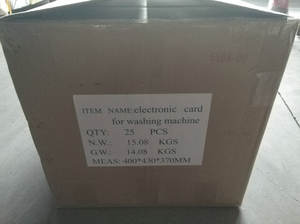 ITEM NAME:electronic card
for washing machine
QTY: 25 PCS
N.W.: 15.08 KGS
G.W.: 14.08 KGS
MEAS: 400*430*370MM